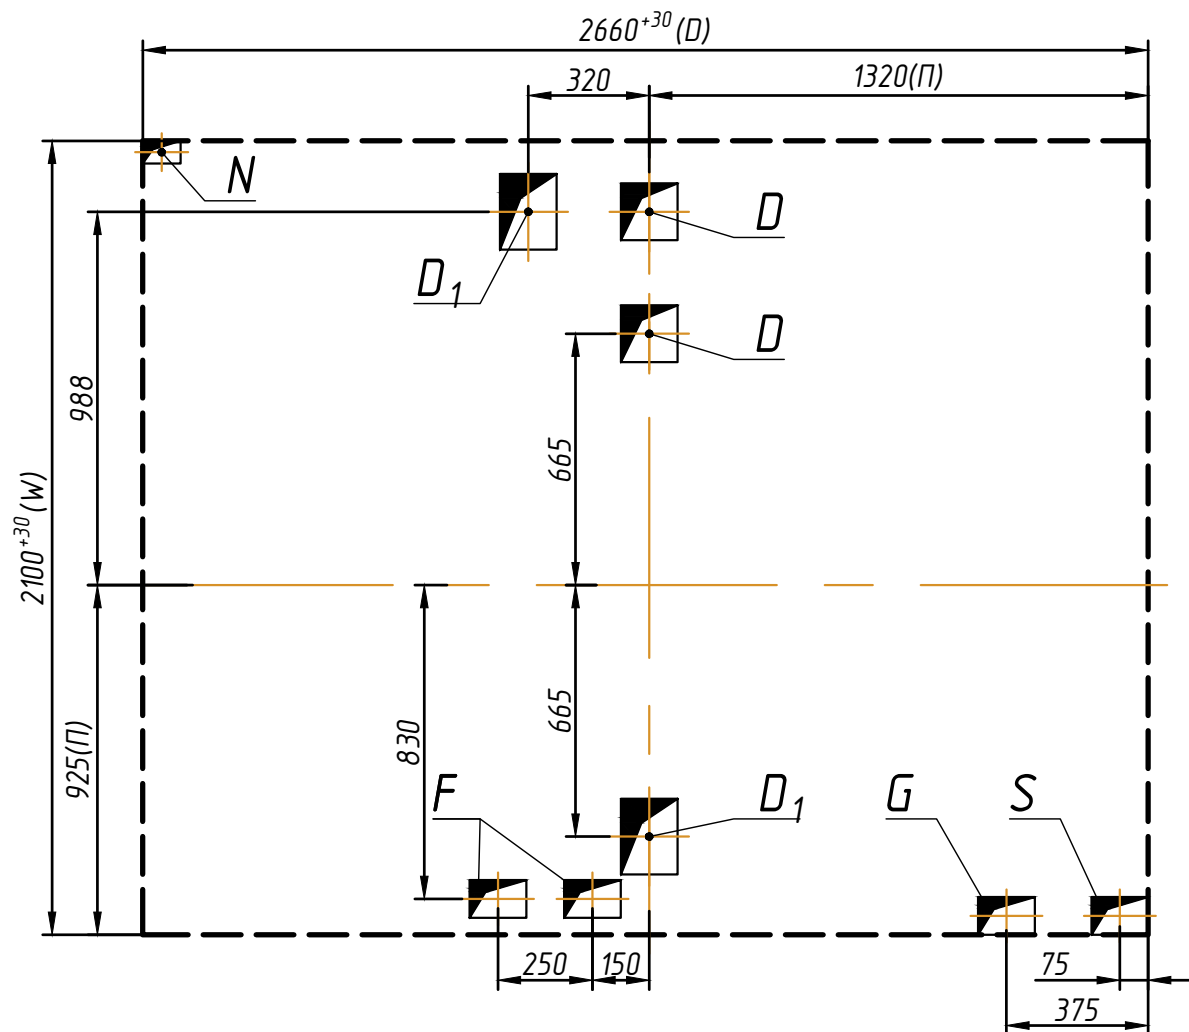 2660+30(D)
320
1320(П)
N
D
D1
D
988
665
2100+30(W)
925(П)
830
665
F
D1
G
S
250
150
75
375